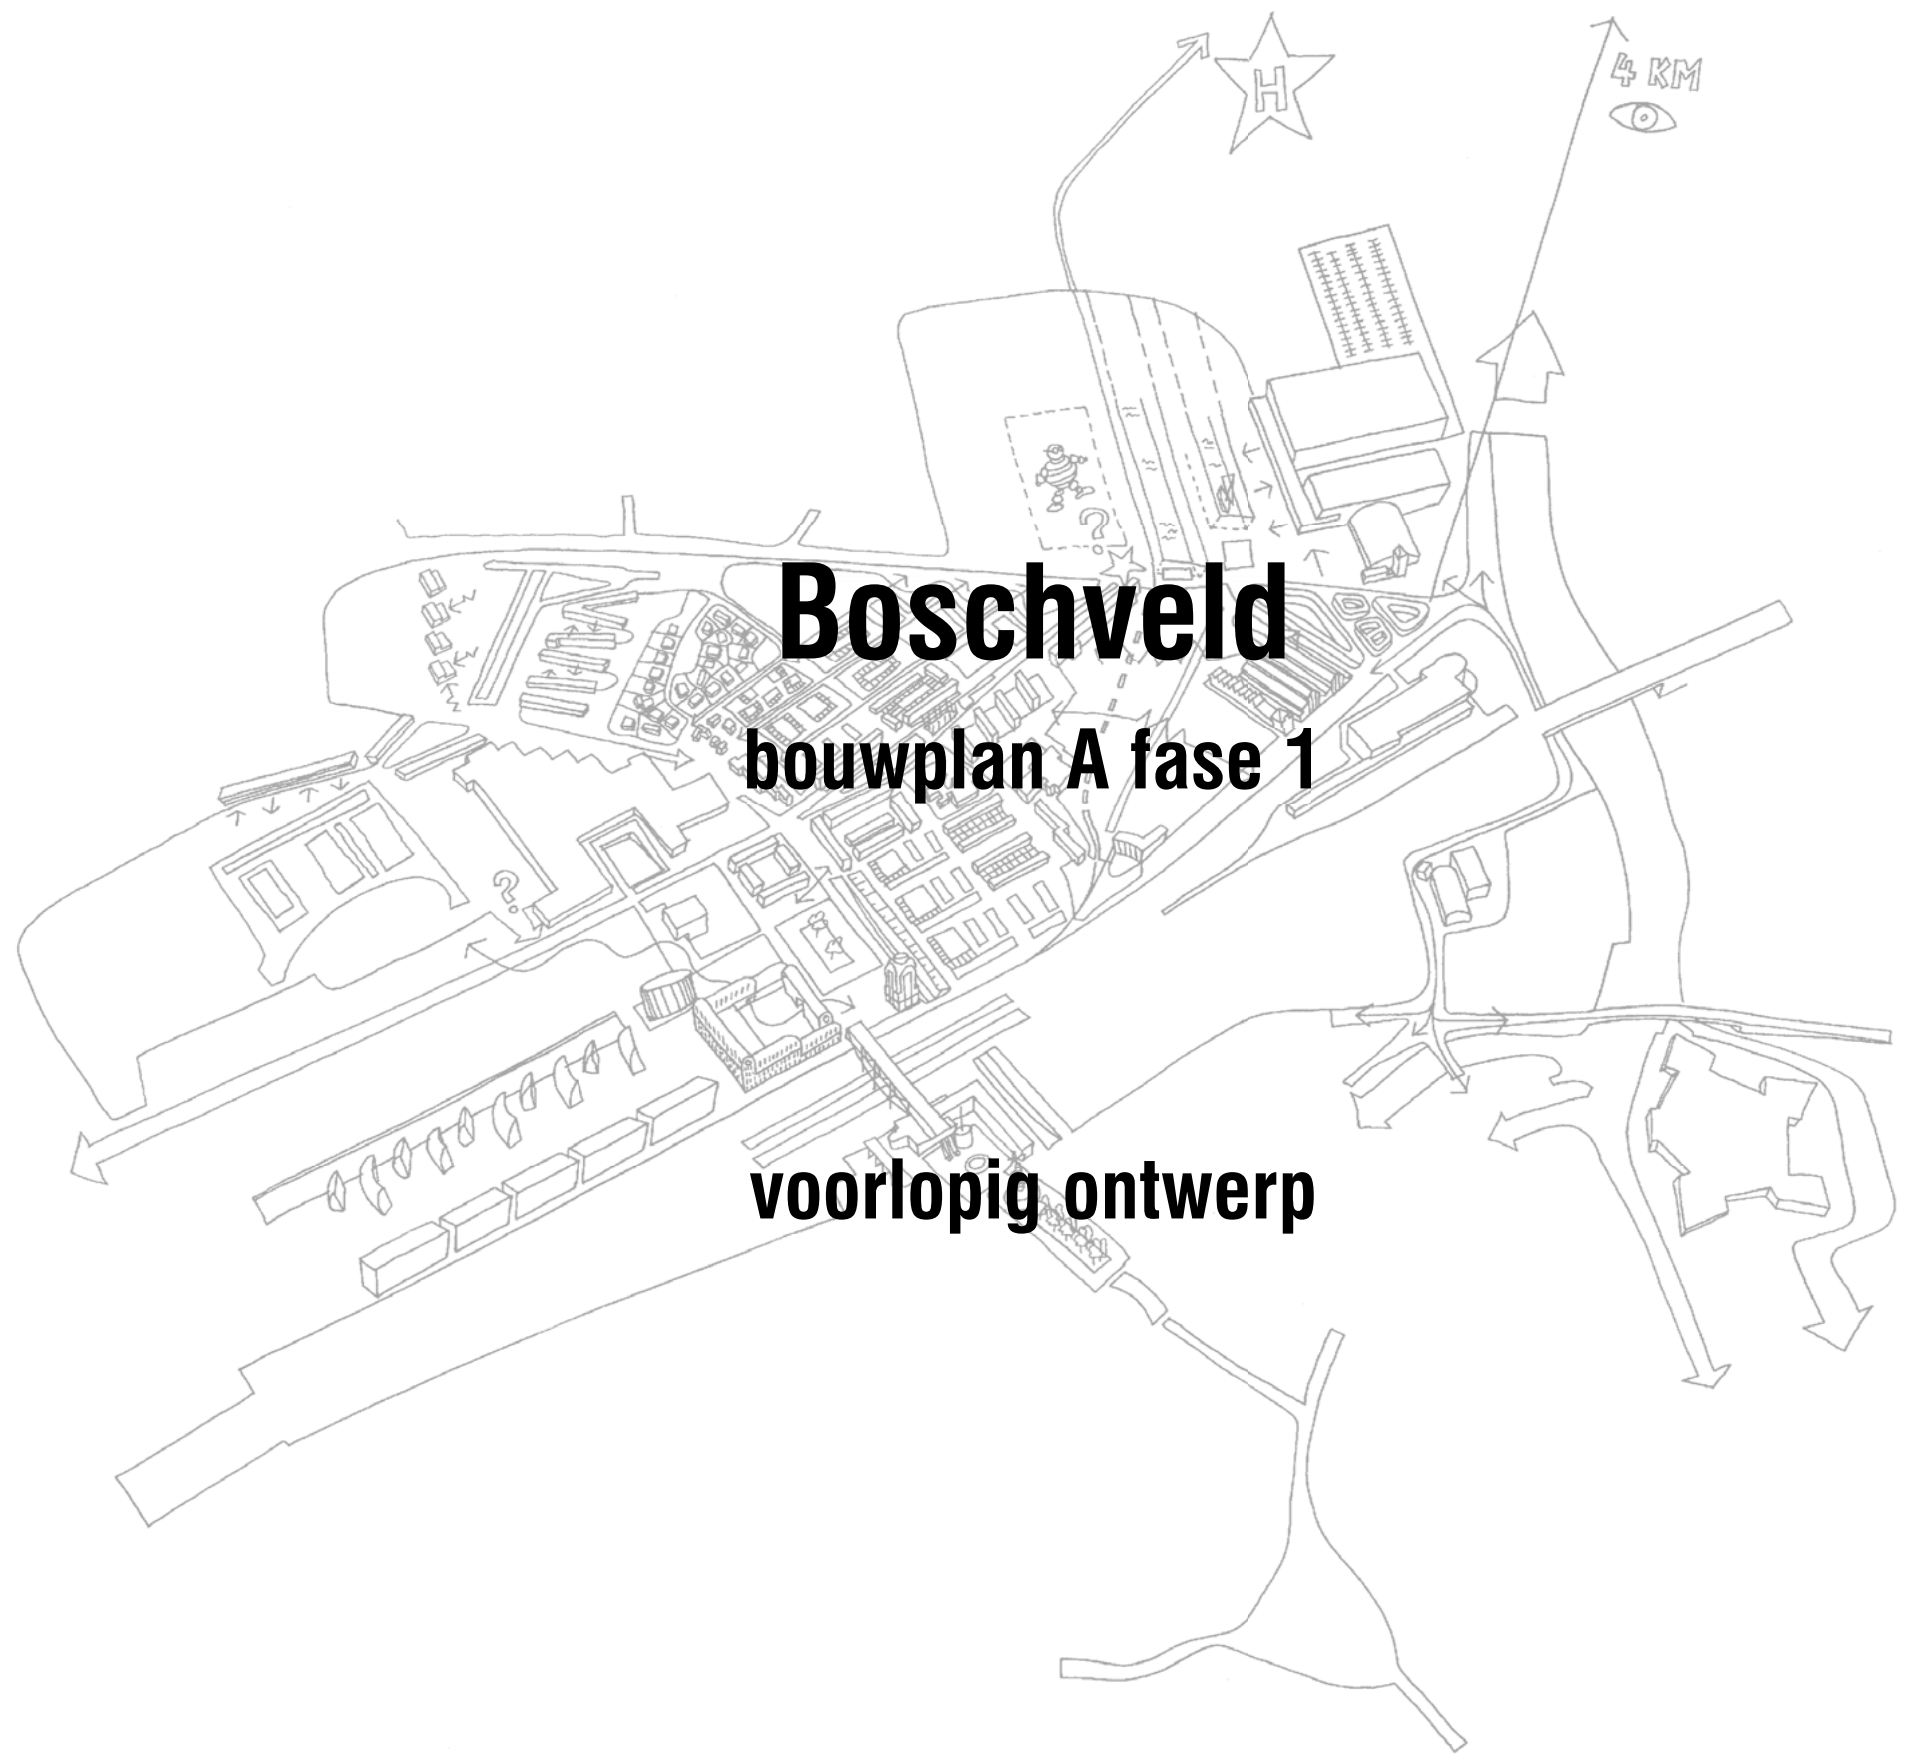 H
4 KM
?
Boschveld
bouwplan A fase 1
?
voorlopig ontwerp